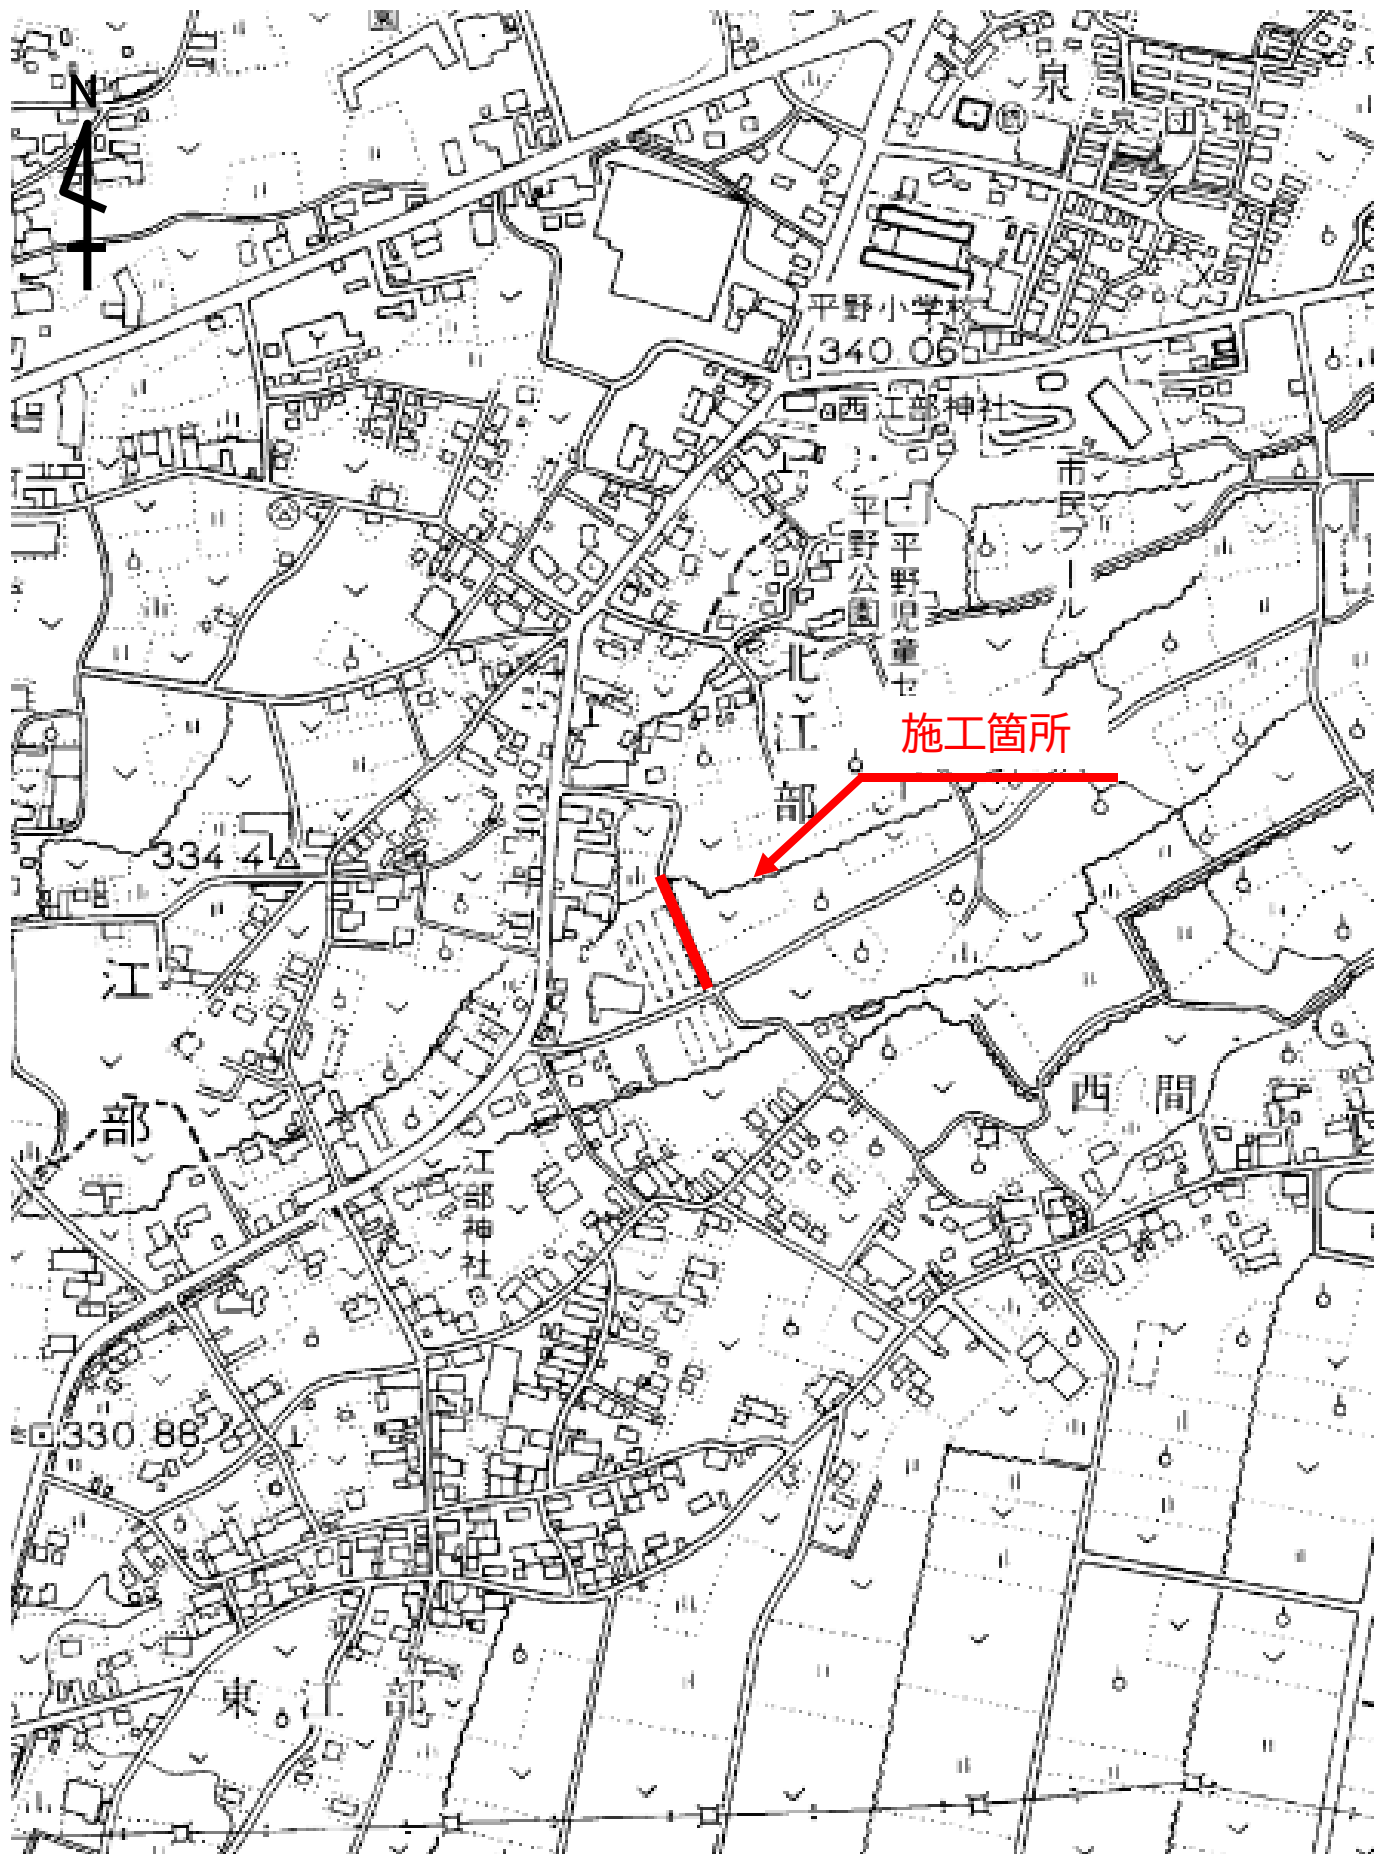 N
泉
泉団地
平野小学校
340 06
西江部神社
市民プール
平野公園
平野児童セ
ー
北江部
施工箇所
403
334 4
江部
西間
江部神社
330 88
東江部